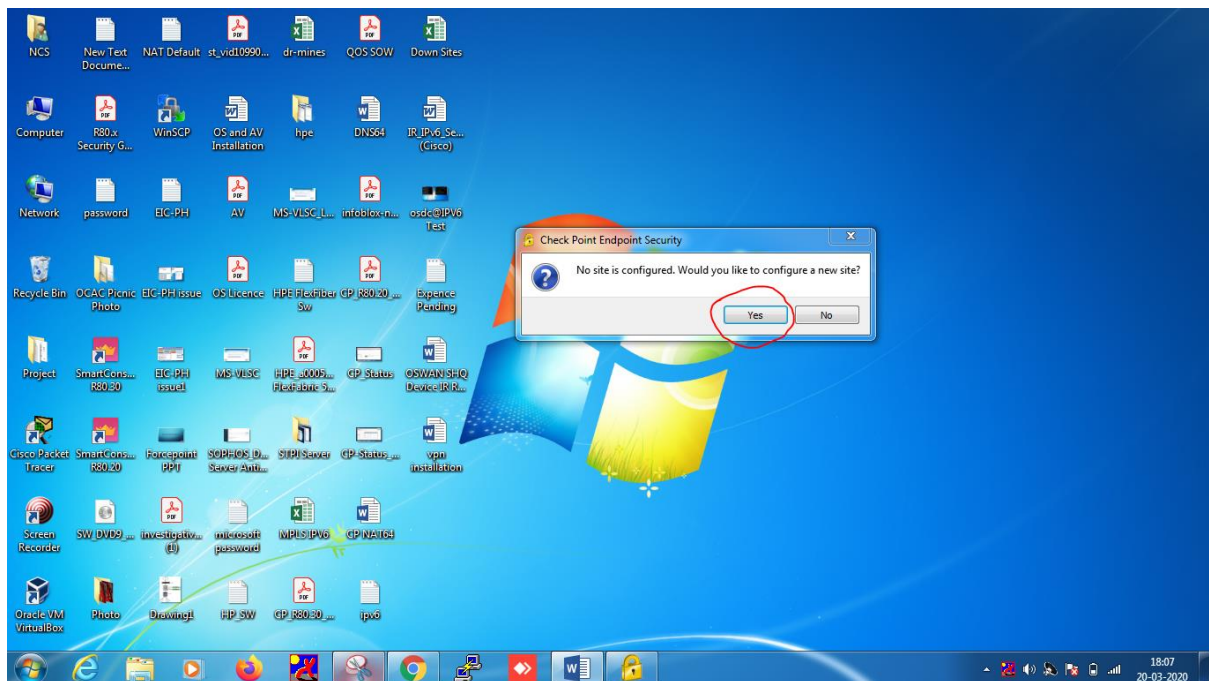 NCS
New Text
Docume...
NAT Default
st_vid10990...
dr-mines
QOS SOW
Down Sites
Computer
R80.x
Security G...
WinSCP
OS and AV
Installation
hpe
DNS64
IR_IPv6_Se...
(Cisco)
Network
password
EIC-PH
AV
MS-VLSC_L...
infoblox-n...
osdc@IPV6
Test
Recycle Bin
OCAC Picnic
Photo
EIC-PH issue
OS Licence
HPE FlexFiber
Sw
CP_R80.20_...
Expence
Pending
Project
SmartCons...
R80.30
EIC-PH
issue1
MS-VLSC
HPE_a0005...
FlexFabric S...
CP_Status
OSWAN SHQ
Device IR R...
Cisco Packet
Tracer
SmartCons...
R80.20
Forcepoint
PPT
SOPHOS_D...
Server Anti...
STPI Server
CP-Status_...
vpn
installation
Screen
Recorder
SW_DVD9_...
investigativ...
(1)
microsoft
password
MPLS IPV6
CP NAT64
Oracle VM
VirtualBox
Photo
Drawing1
HP_SW
CP_R80.30_...
ipv6
Check Point Endpoint Security
No site is configured. Would you like to configure a new site?
Yes
No
18:07
20-03-2020